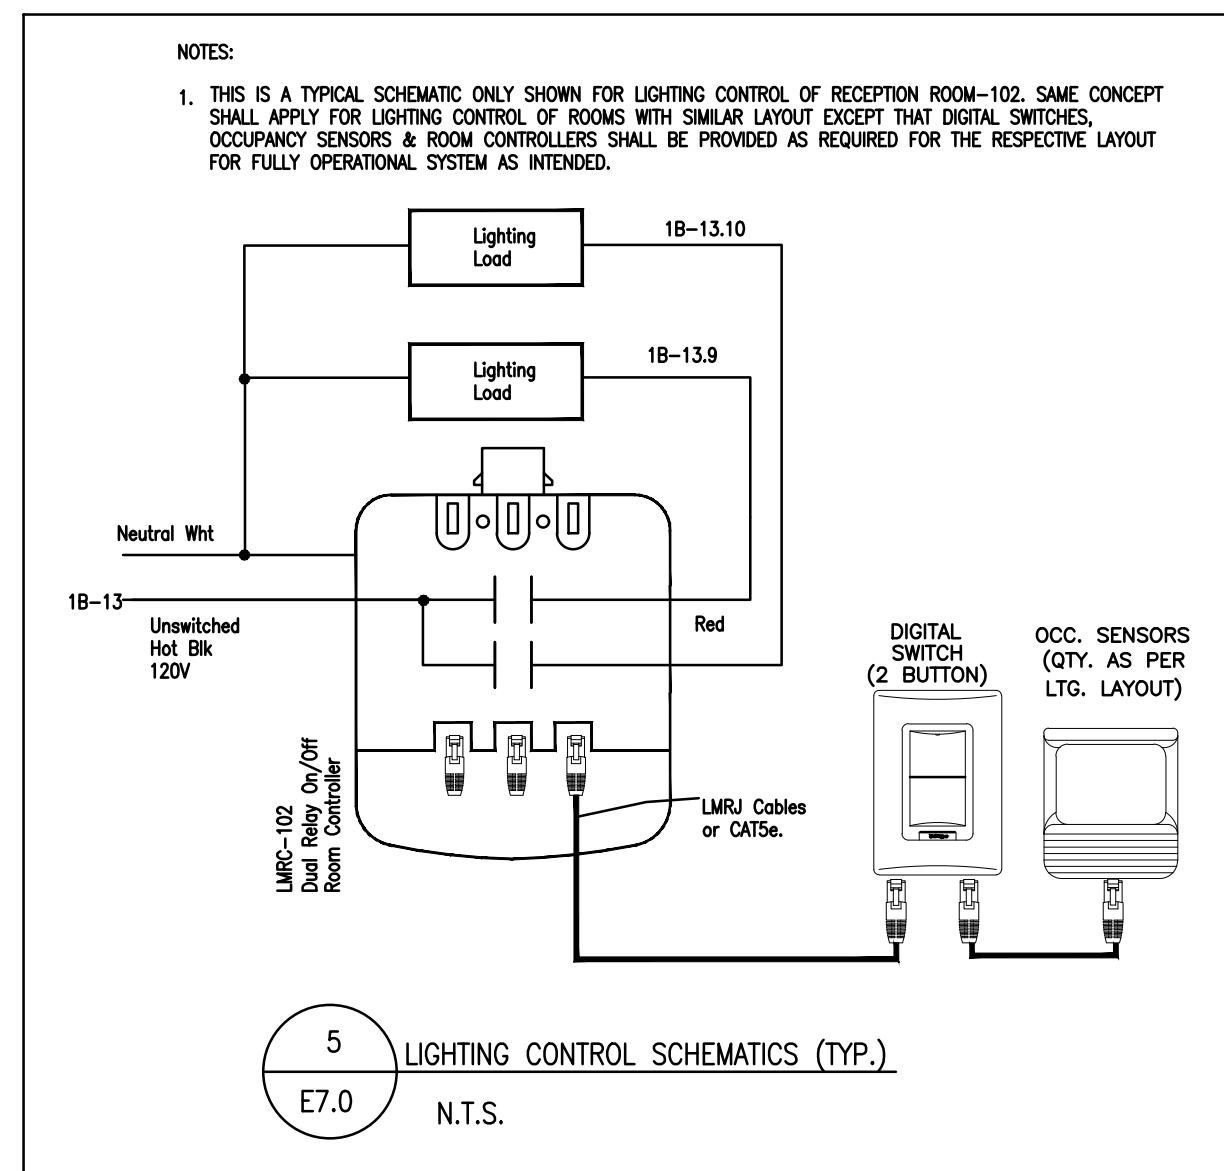 NOTES:
1. THIS IS A TYPICAL SCHEMATIC ONLY SHOWN FOR LIGHTING CONTROL OF RECEPTION ROOM-102. SAME CONCEPT
SHALL APPLY FOR LIGHTING CONTROL OF ROOMS WITH SIMILAR LAYOUT EXCEPT THAT DIGITAL SWITCHES,
OCCUPANCY SENSORS & ROOM CONTROLLERS SHALL BE PROVIDED AS REQUIRED FOR THE RESPECTIVE LAYOUT
FOR FULLY OPERATIONAL SYSTEM AS INTENDED.
Lighting
Load
1B-13.10
Lighting
Load
1B-13.9
Neutral Wht
1B-13
Unswitched
Hot Blk
120V
Red
DIGITAL
SWITCH
(2 BUTTON)
OCC. SENSORS
(QTY. AS PER
LTG. LAYOUT)
LMRC-102
Dual Relay On/Off
Room Controller
LMRJ Cables
or CAT5e.
5
E7.0
LIGHTING CONTROL SCHEMATICS (TYP.)
N.T.S.